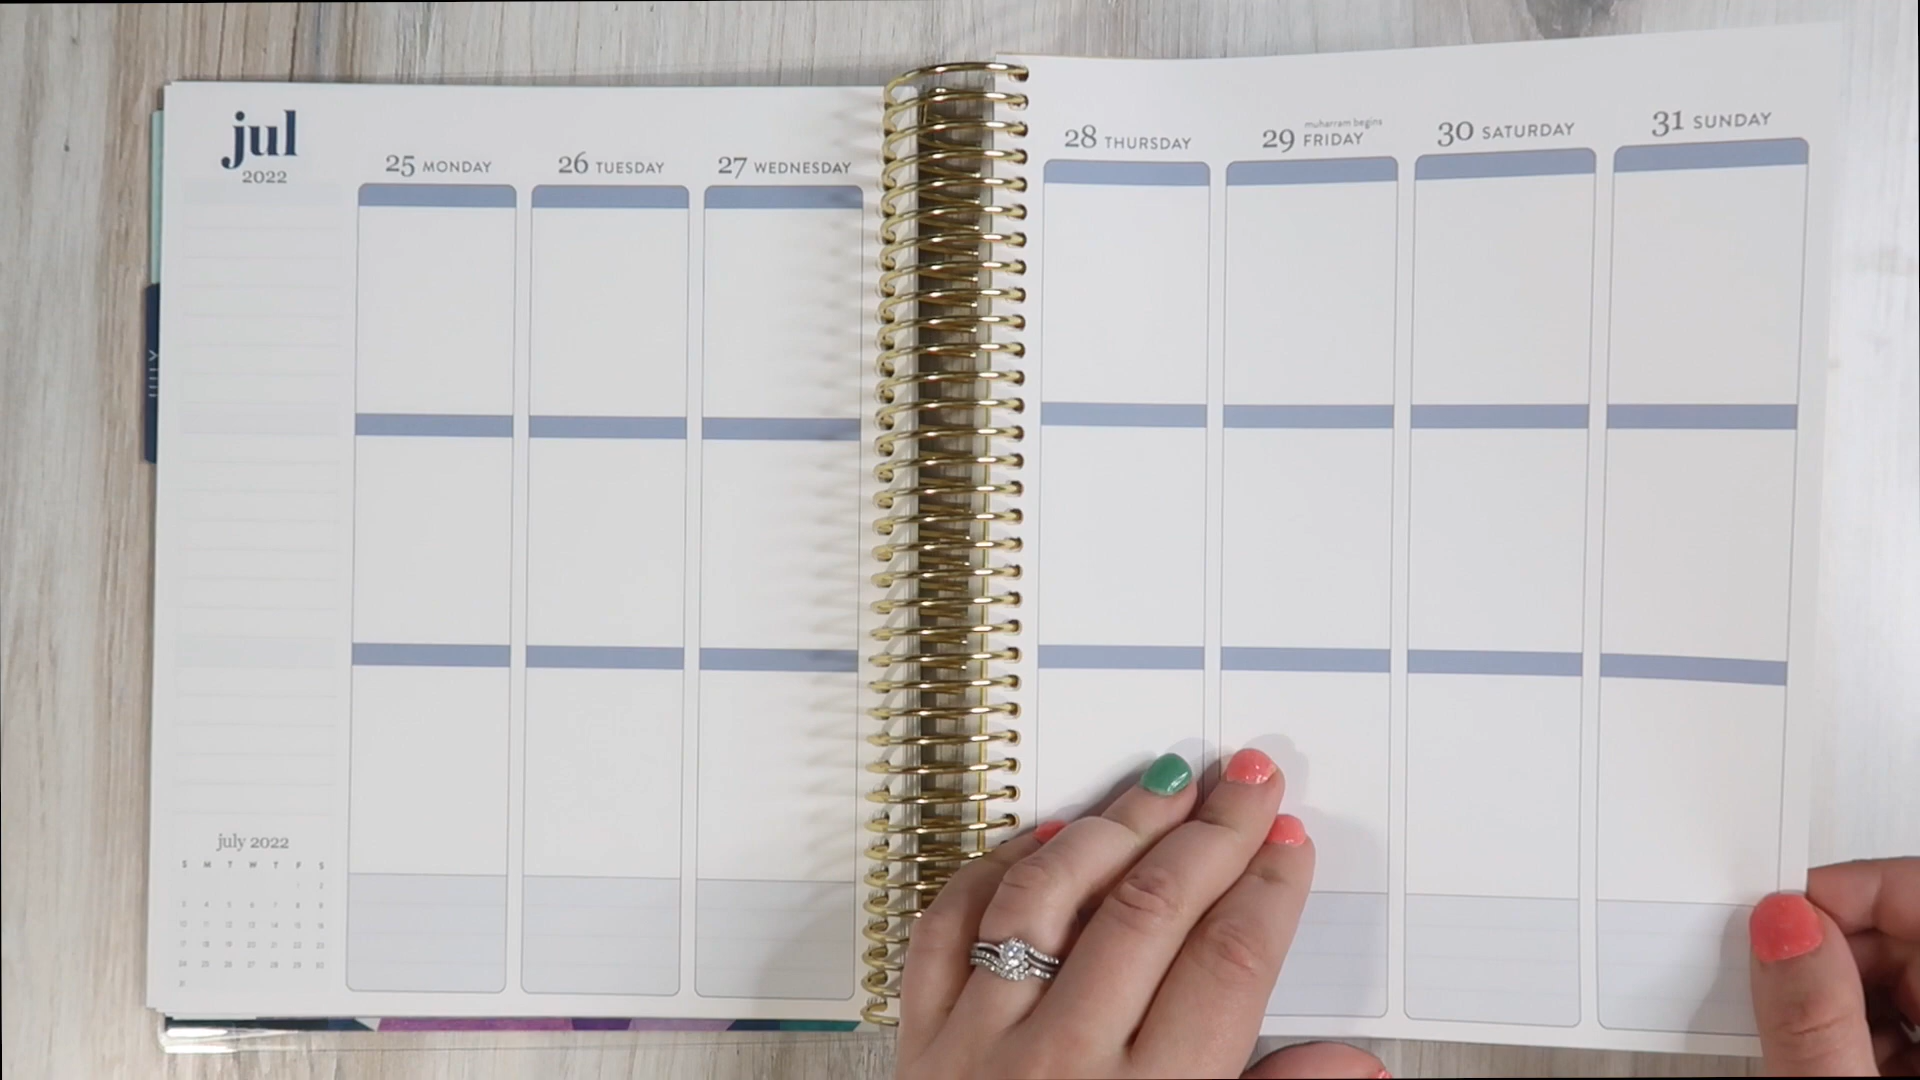 jul
2022
25 MONDAY
26 TUESDAY
27 WEDNESDAY
28 THURSDAY
muharram begins
29 FRIDAY
30 SATURDAY
31 SUNDAY
JULY
july 2022
S M T W T F S
1 2
3 4 5 6 7 8 9
10 11 12 13 14 15 16
17 18 19 20 21 22 23
24 25 26 27 28 29 30
31